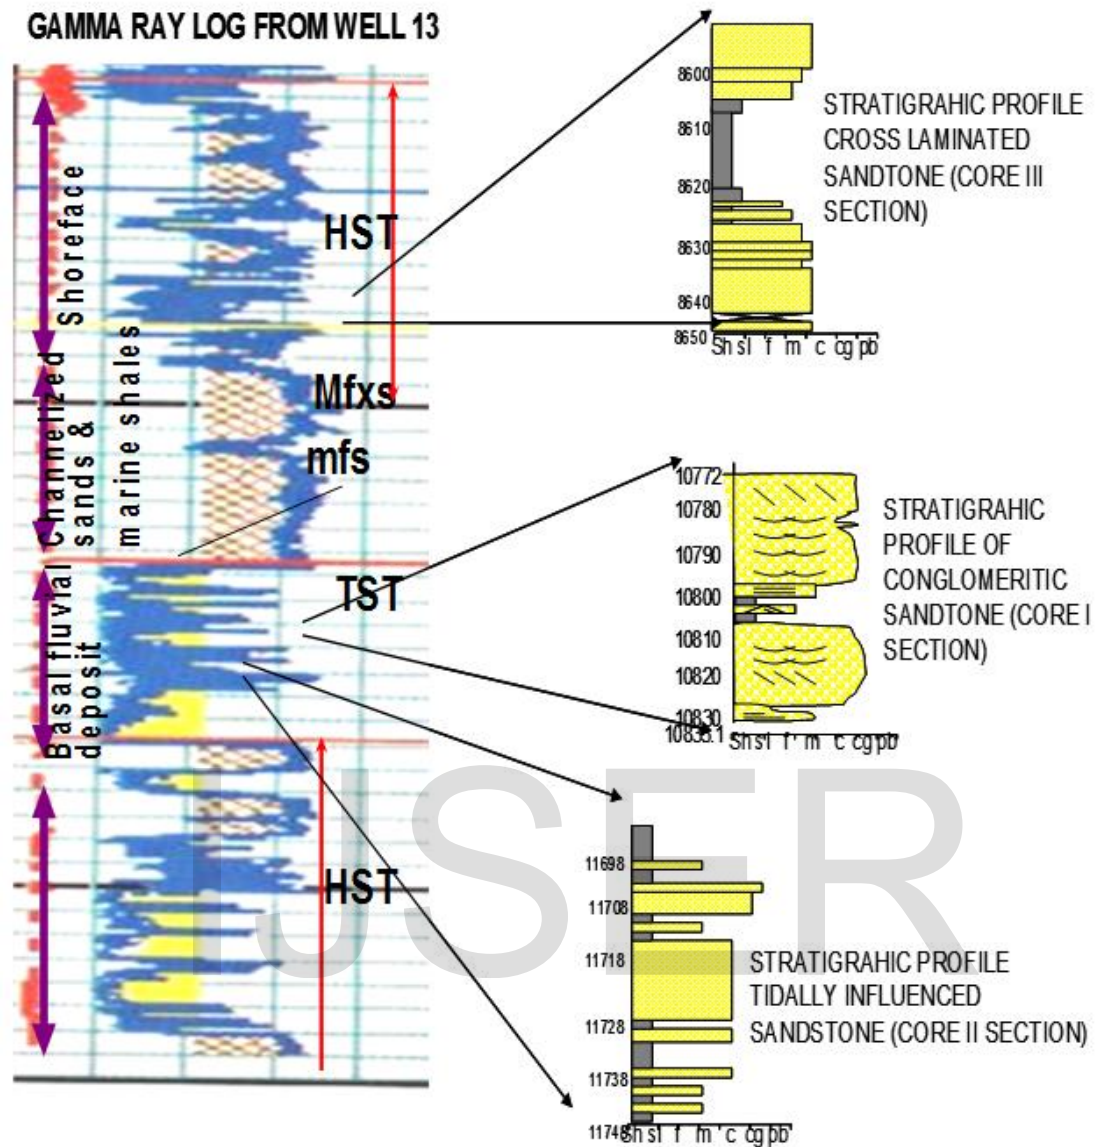 GAMMA RAY LOG FROM WELL 13
Shoreface
Channelized
sands &
marine shales
Basal fluvial
deposit
HST
Mfxs
mfs
TST
HST
8600
8610
8620
8630
8640
8650
Sh sl f m c cg pb
STRATIGRAHIC PROFILE
CROSS LAMINATED
SANDTONE (CORE III
SECTION)
10772
10780
10790
10800
10810
10820
10830
10833.1
Sh sl f m c cg pb
STRATIGRAHIC
PROFILE OF
CONGLOMERITIC
SANDTONE (CORE I
SECTION)
11698
11708
11718
11728
11738
11748
Sh sl f m c cg pb
STRATIGRAHIC PROFILE
TIDALLY INFLUENCED
SANDSTONE (CORE II SECTION)
IJSER